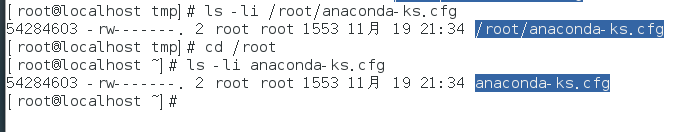 [root@localhost tmp]# ls -li /root/anaconda-ks.cfg
54284603 -rw-------. 2 root root 1553 11月 19 21:34 /root/anaconda-ks.cfg
[root@localhost tmp]# cd /root
[root@localhost ~]# ls -li anaconda-ks.cfg
54284603 -rw-------. 2 root root 1553 11月 19 21:34 anaconda-ks.cfg
[root@localhost ~]#